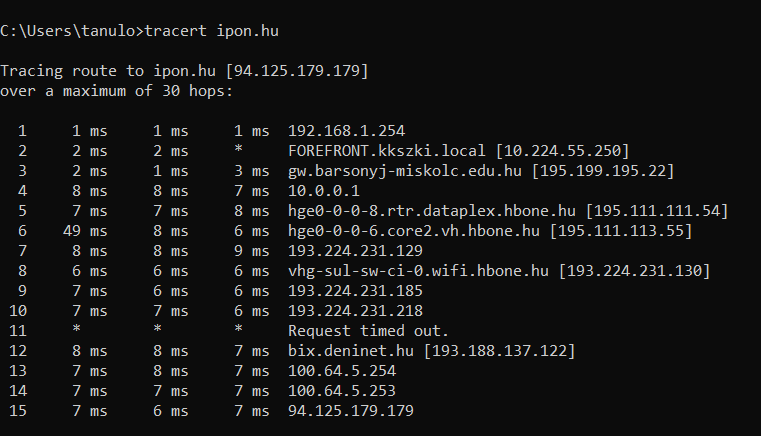 C:\Users\tanulo>tracert ipon.hu
Tracing route to ipon.hu [94.125.179.179]
over a maximum of 30 hops:
1 1 ms 1 ms 1 ms 192.168.1.254
2 2 ms 2 ms * FOREFRONT.kkszki.local [10.224.55.250]
3 2 ms 1 ms 3 ms gw.barsonyj-miskolc.edu.hu [195.199.195.22]
4 8 ms 8 ms 7 ms 10.0.0.1
5 7 ms 7 ms 8 ms hge0-0-0-8.rtr.dataplex.hbone.hu [195.111.111.54]
6 49 ms 8 ms 6 ms hge0-0-0-6.core2.vh.hbone.hu [195.111.113.55]
7 8 ms 8 ms 9 ms 193.224.231.129
8 6 ms 6 ms 6 ms vhg-sul-sw-ci-0.wifi.hbone.hu [193.224.231.130]
9 7 ms 6 ms 6 ms 193.224.231.185
10 7 ms 7 ms 6 ms 193.224.231.218
11 * * * Request timed out.
12 8 ms 8 ms 7 ms bix.deninet.hu [193.188.137.122]
13 7 ms 8 ms 7 ms 100.64.5.254
14 7 ms 7 ms 7 ms 100.64.5.253
15 7 ms 6 ms 7 ms 94.125.179.179